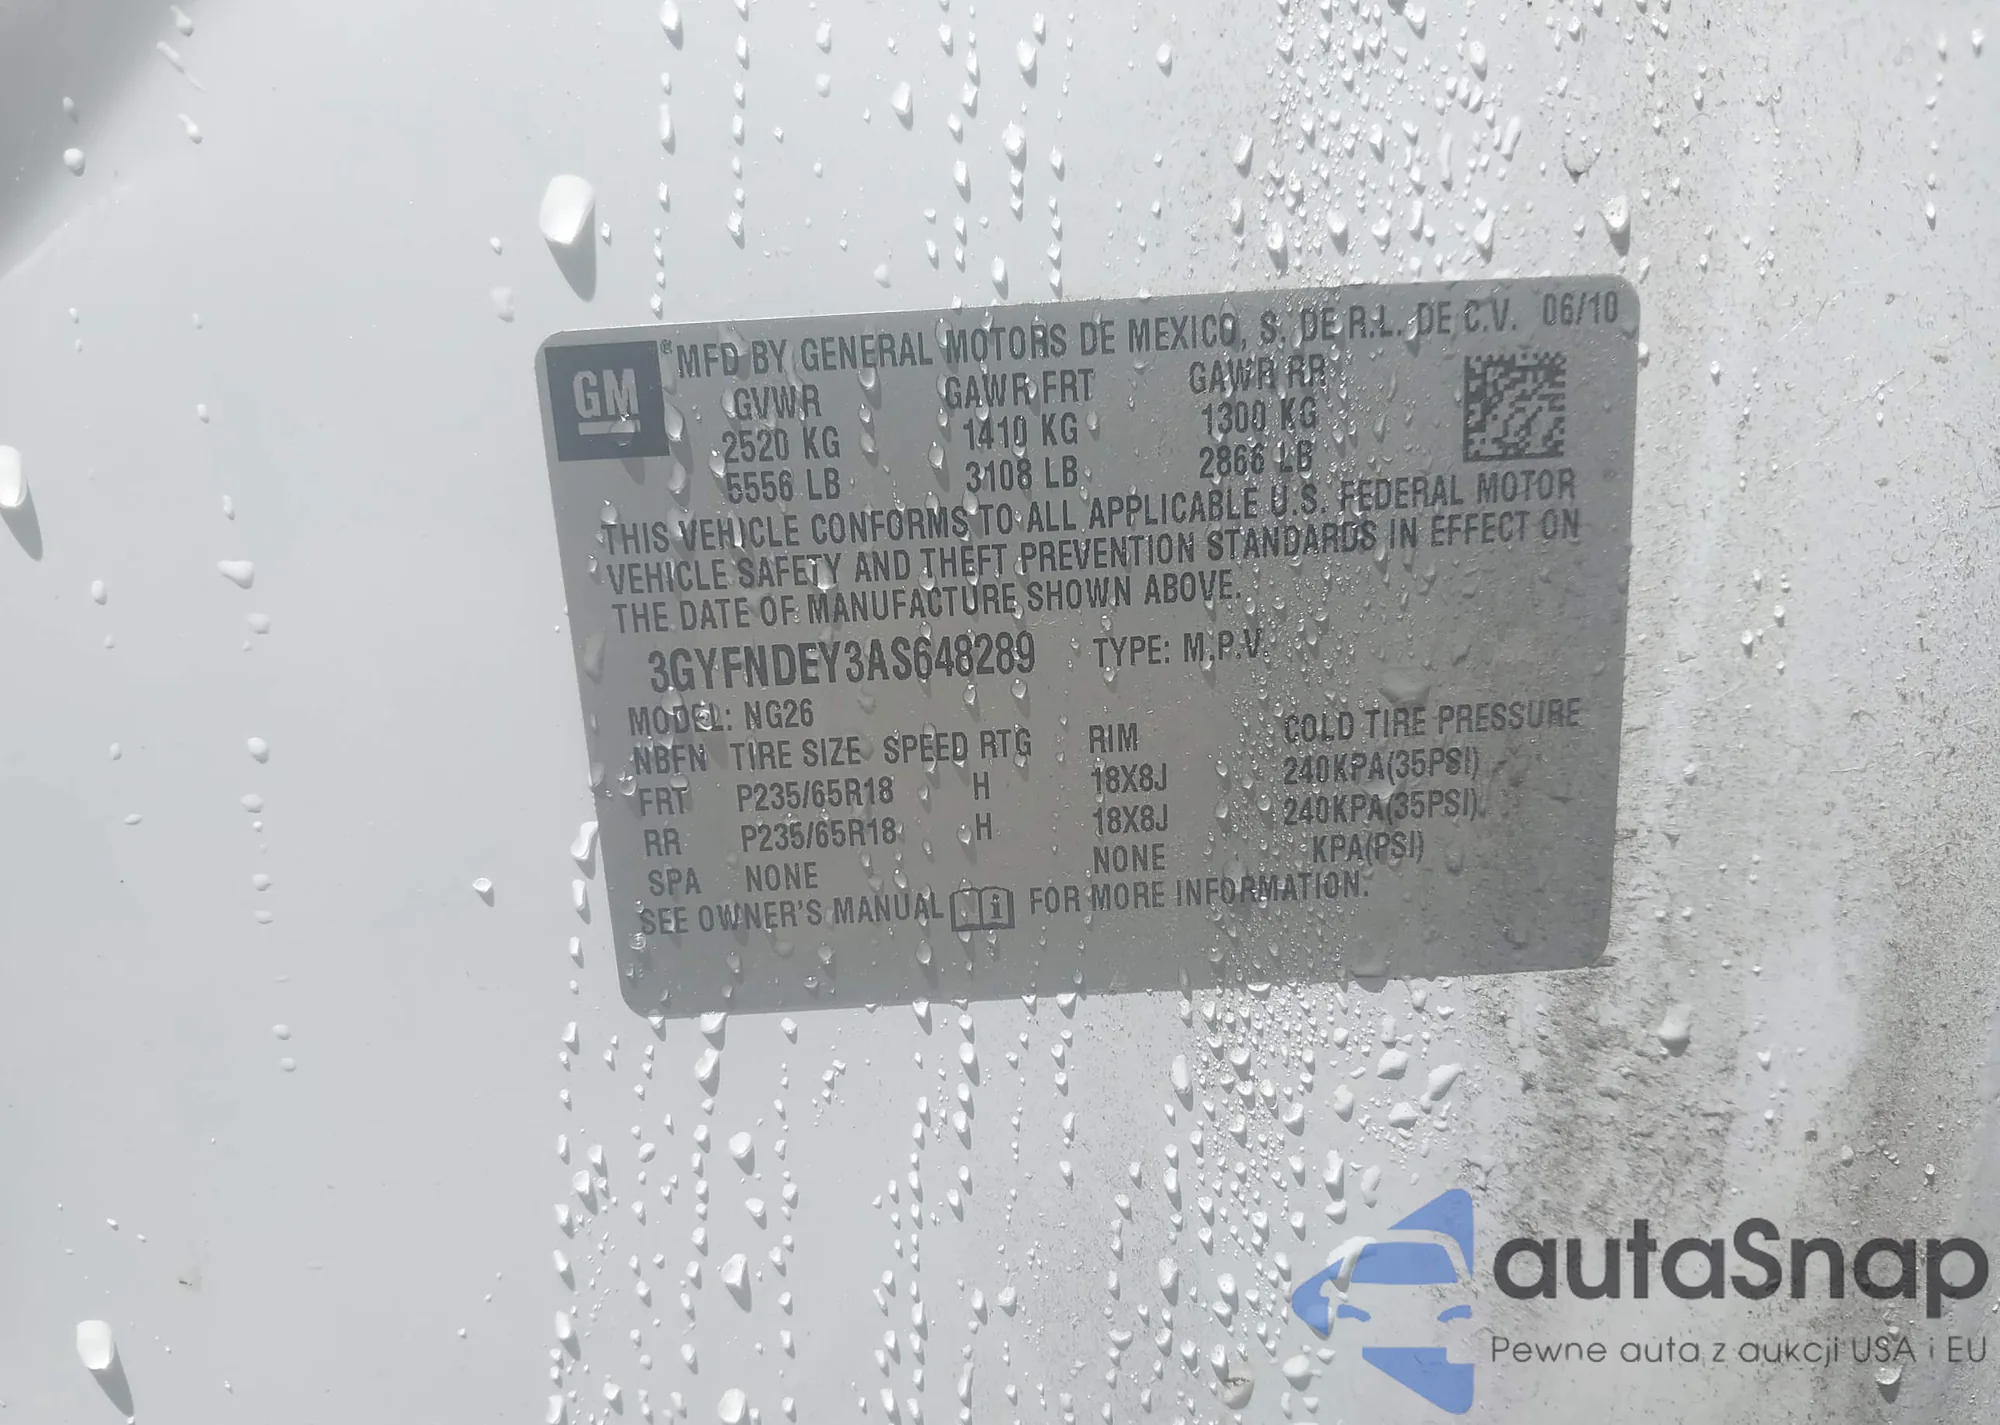 GM
® MFD BY GENERAL MOTORS DE MEXICO, S. DE R.L. DE C.V. 06/10
GVWR GAWR FRT GAWR RR
2520 KG 1410 KG 1300 KG
5556 LB 3108 LB 2866 LB
THIS VEHICLE CONFORMS TO ALL APPLICABLE U.S. FEDERAL MOTOR
VEHICLE SAFETY AND THEFT PREVENTION STANDARDS IN EFFECT ON
THE DATE OF MANUFACTURE SHOWN ABOVE.
3GYFNDEY3AS648289 TYPE: M.P.V.
MODEL: NG26
NBFN TIRE SIZE SPEED RTG RIM COLD TIRE PRESSURE
FRT P235/65R18 H 18X8J 240KPA(35PSI)
RR P235/65R18 H 18X8J 240KPA(35PSI)
SPA NONE NONE KPA(PSI)
SEE OWNER'S MANUAL i FOR MORE INFORMATION.
autaSnap
Pewne auta z aukcji USA i EU